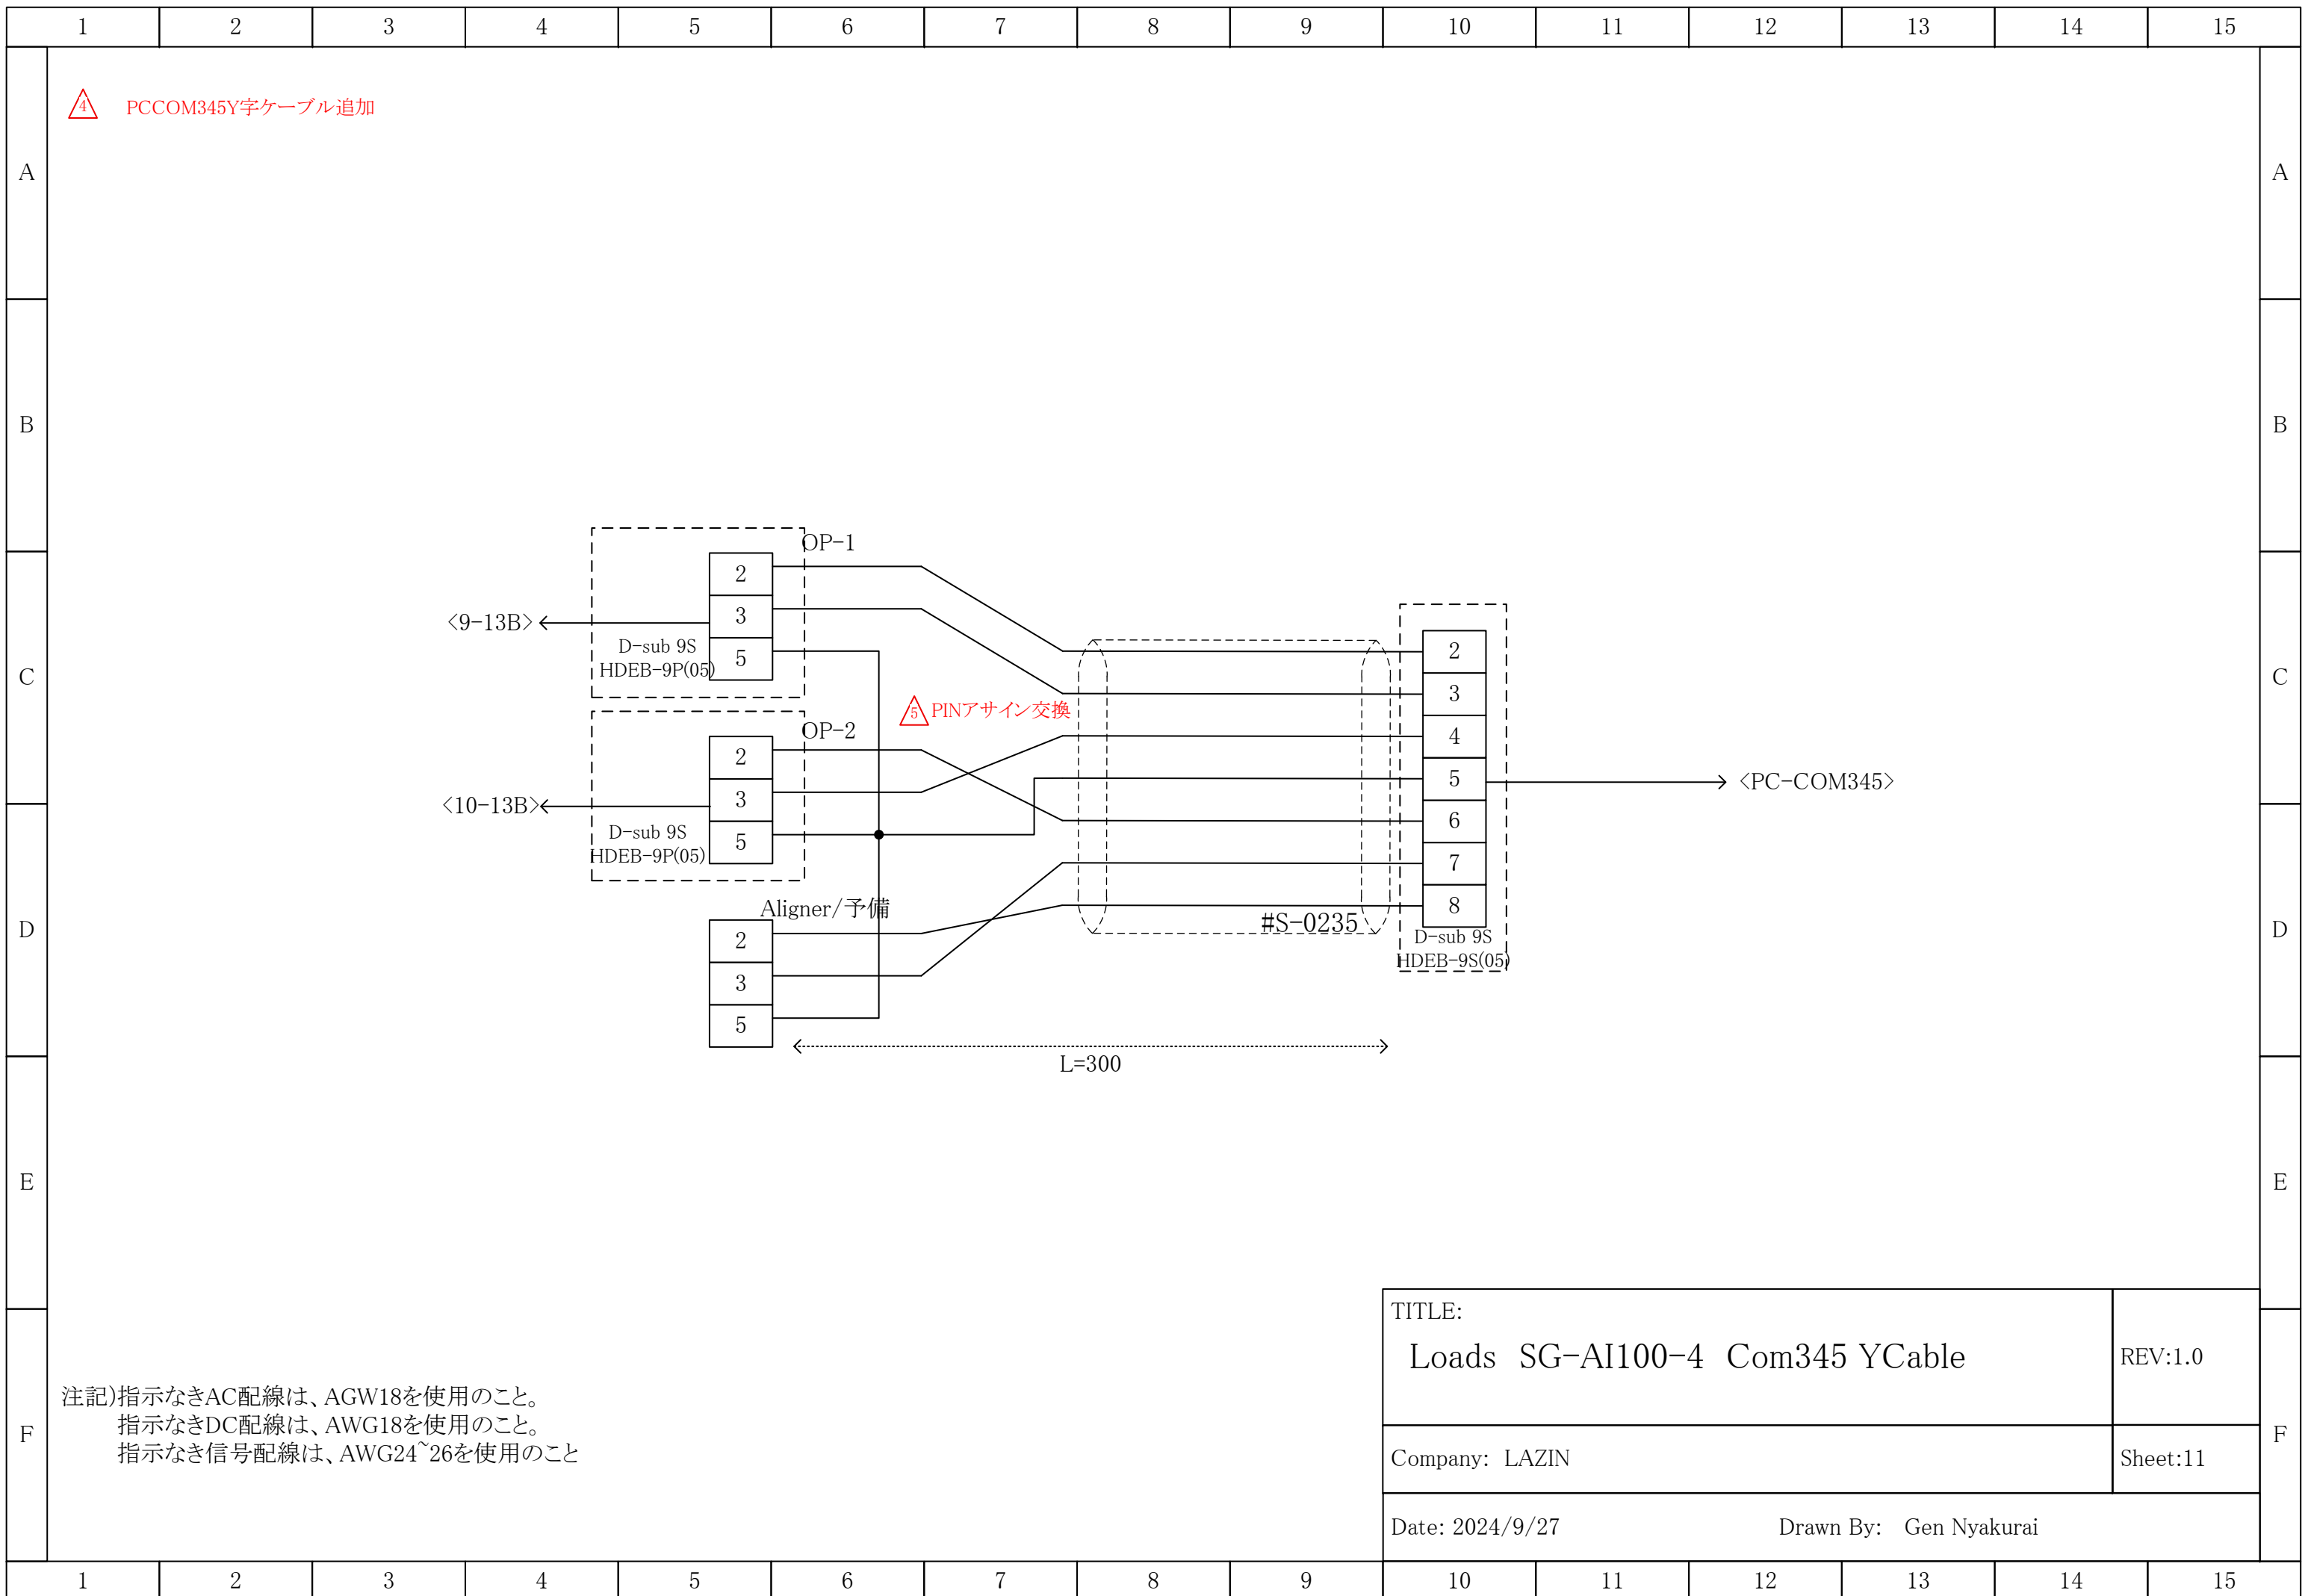 1 2 3 4 5 6 7 8 9 10 11 12 13 14 15
4 PCCOM345Y字ケーブル追加
A A
B B
OP-1
2
3
5
<9-13B>
D-sub 9S
HDEB-9P(05)
C C
5 PINアサイン交換
OP-2
2
3
5
<10-13B>
D-sub 9S
HDEB-9P(05)
2
3
4
5
6
7
8
<PC-COM345>
D-sub 9S
HDEB-9S(05)
#S-0235
Aligner/予備
2
3
5
D D
L=300
E E
TITLE:
Loads SG-AI100-4 Com345 YCable
REV:1.0
注記)指示なきAC配線は、AGW18を使用のこと。
指示なきDC配線は、AWG18を使用のこと。
指示なき信号配線は、AWG24~26を使用のこと
F F
Company: LAZIN
Sheet:11
Date: 2024/9/27 Drawn By: Gen Nyakurai
1 2 3 4 5 6 7 8 9 10 11 12 13 14 15